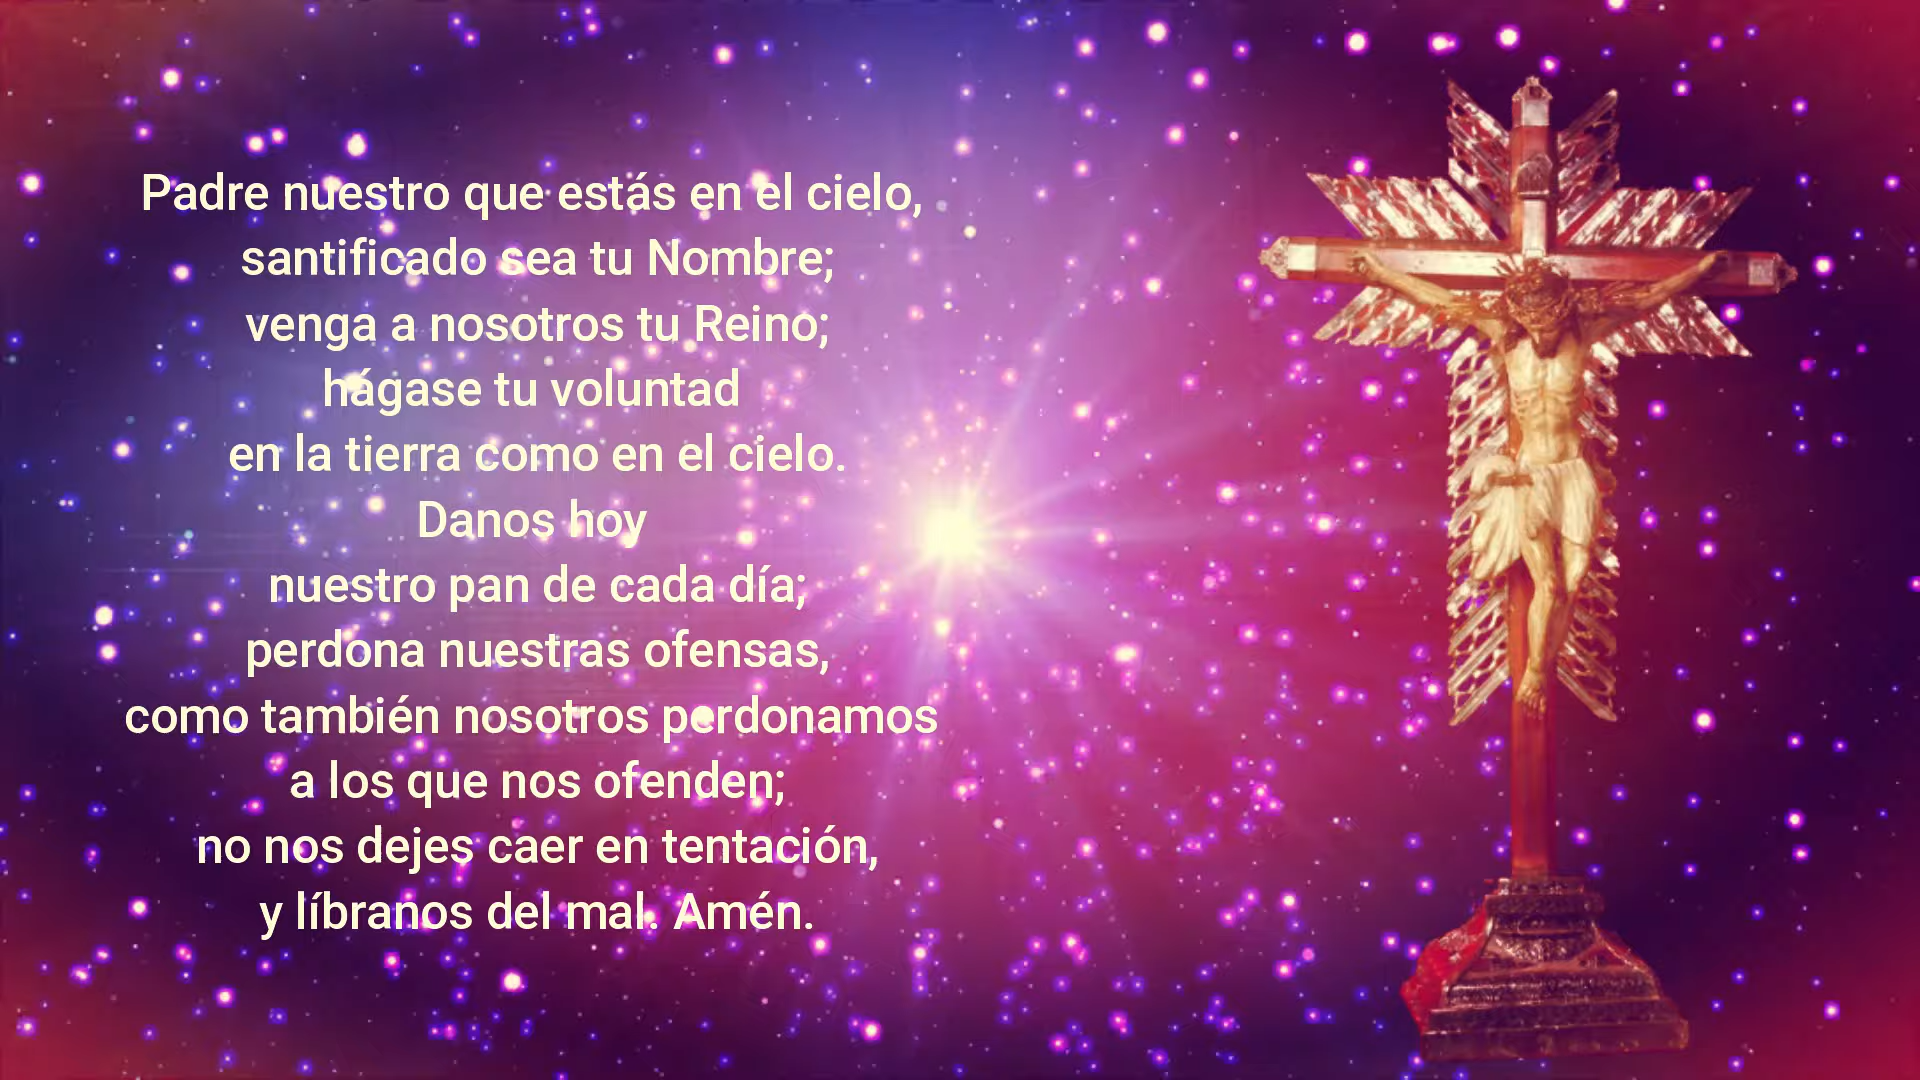 Padre nuestro que estás en el cielo,
santificado sea tu Nombre;
venga a nosotros tu Reino;
hágase tu voluntad
en la tierra como en el cielo.
Danos hoy
nuestro pan de cada día;
perdona nuestras ofensas,
como también nosotros perdonamos
a los que nos ofenden;
no nos dejes caer en tentación,
y líbranos del mal. Amén.